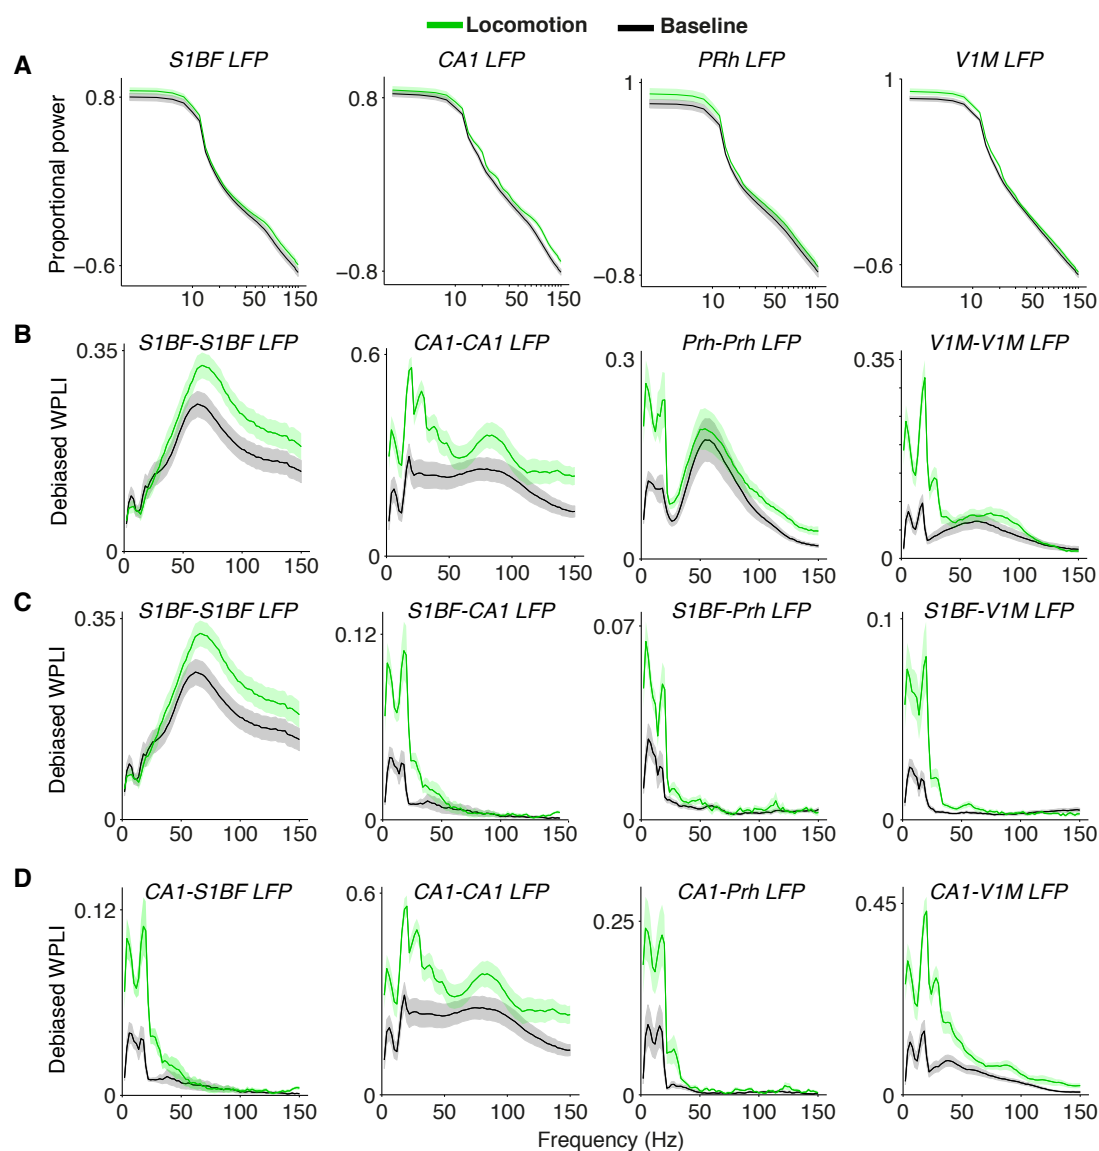 Locomotion Baseline
A
S1BF LFP CA1 LFP PRh LFP V1M LFP
Proportional power
0.8 −0.6 10 50 150
0.8 −0.8 10 50 150
1 −0.8 10 50 150
1 −0.6 10 50 150
B
S1BF-S1BF LFP CA1-CA1 LFP Prh-Prh LFP V1M-V1M LFP
Debiased WPLI
0.35 0 0 50 100 150
0.6 0 0 50 100 150
0.3 0 0 50 100 150
0.35 0 0 50 100 150
C
S1BF-S1BF LFP S1BF-CA1 LFP S1BF-Prh LFP S1BF-V1M LFP
Debiased WPLI
0.35 0 0 50 100 150
0.12 0 0 50 100 150
0.07 0 0 50 100 150
0.1 0 0 50 100 150
D
CA1-S1BF LFP CA1-CA1 LFP CA1-Prh LFP CA1-V1M LFP
Debiased WPLI
0.12 0 0 50 100 150
0.6 0 0 50 100 150
0.25 0 0 50 100 150
0.45 0 0 50 100 150
Frequency (Hz)